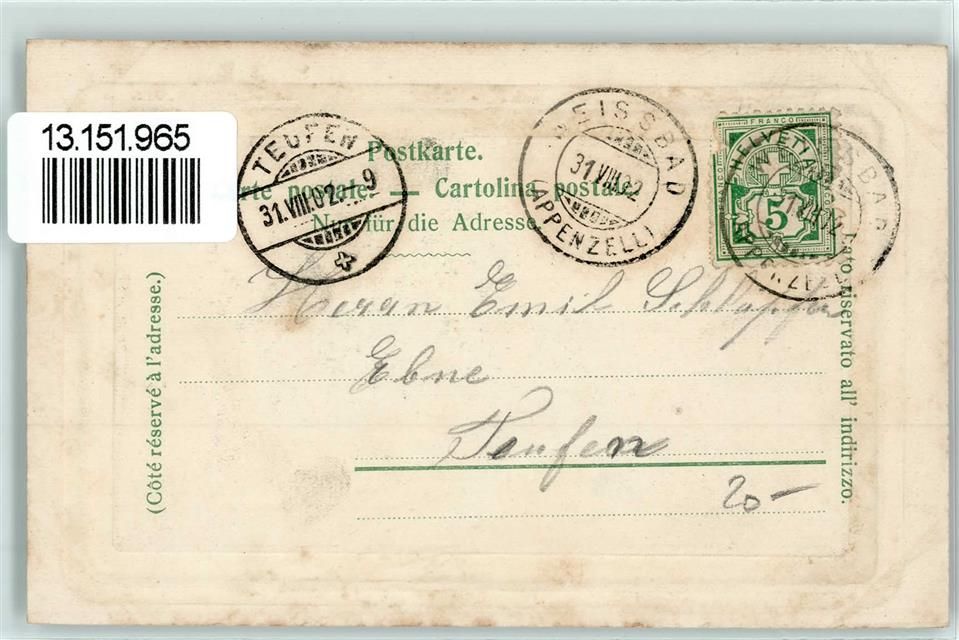 13.151.965
TEUFEN
31.VIII.02. 9
WEISSBAD
31.VIII.02
(APPENZELL)
FRANCO
HELVETIA
5
Postkarte.
Carte postale. — Cartolina postale.
Nur für die Adresse.
(Côté réservé à l'adresse.)
Lato riservato all' indirizzo.
Herrn Emil Schläpfer
Ebne
Teufen
20 –